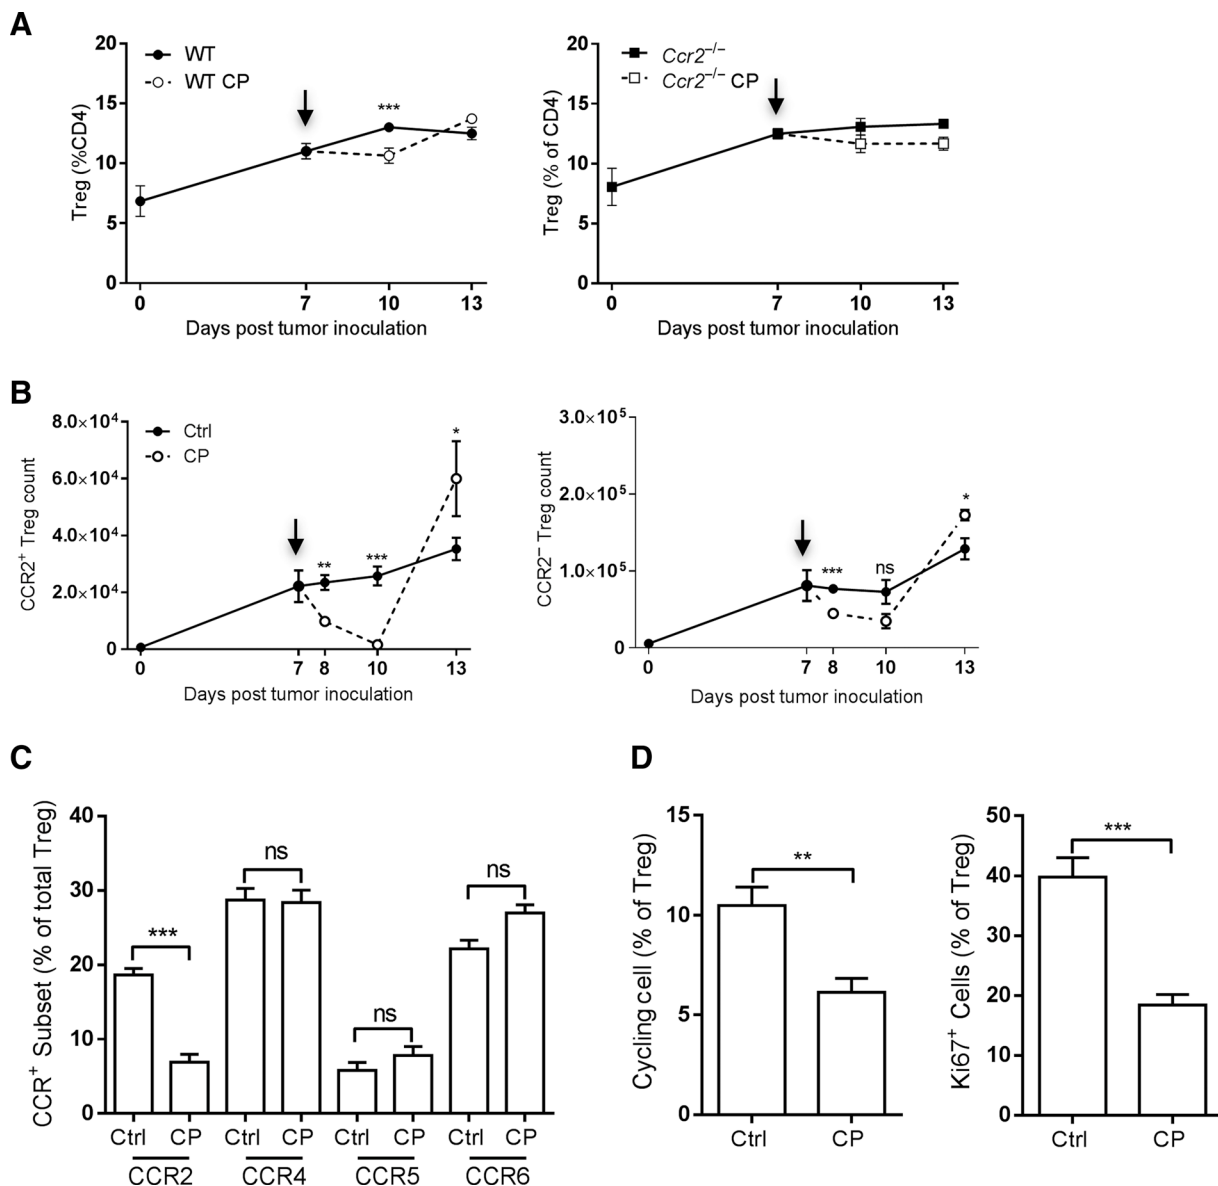 A
20
15
10
5
0
Treg (%CD4)
WT
WT CP
***
0 7 10 13
Days post tumor inoculation
20
15
10
5
0
Treg (% of CD4)
Ccr2⁻/⁻
Ccr2⁻/⁻ CP
0 7 10 13
Days post tumor inoculation
B
8.0×10⁴
6.0×10⁴
4.0×10⁴
2.0×10⁴
0
CCR2⁺ Treg count
Ctrl
CP
**
***
*
0 7 8 10 13
Days post tumor inoculation
3.0×10⁵
2.0×10⁵
1.0×10⁵
0
CCR2⁻ Treg count
***
ns
*
0 7 8 10 13
Days post tumor inoculation
C
40
30
20
10
0
CCR⁺ Subset (% of total Treg)
***
ns
ns
ns
Ctrl CP Ctrl CP Ctrl CP Ctrl CP
CCR2 CCR4 CCR5 CCR6
D
15
10
5
0
Cycling cell (% of Treg)
**
Ctrl CP
50
40
30
20
10
0
Ki67⁺ Cells (% of Treg)
***
Ctrl CP